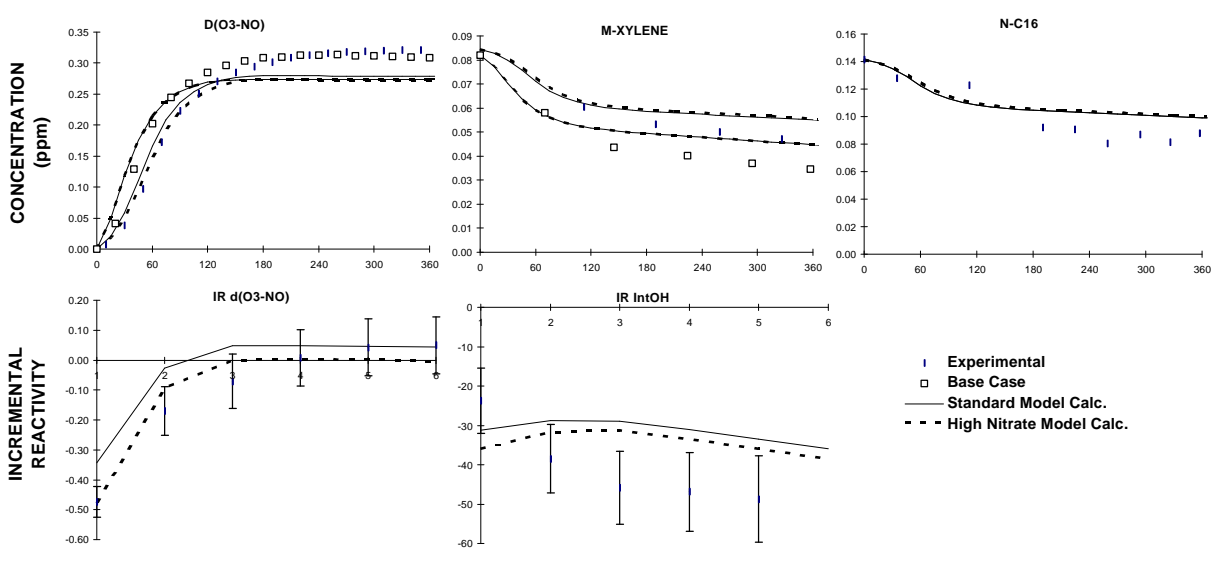 D(O3-NO)
0.35
0.30
0.25
0.20
0.15
0.10
0.05
0.00
0 60 120 180 240 300 360
M-XYLENE
0.09
0.08
0.07
0.06
0.05
0.04
0.03
0.02
0.01
0.00
0 60 120 180 240 300 360
N-C16
0.16
0.14
0.12
0.10
0.08
0.06
0.04
0.02
0.00
0 60 120 180 240 300 360
CONCENTRATION
(ppm)
IR d(O3-NO)
0.20
0.10
0.00
-0.10
-0.20
-0.30
-0.40
-0.50
-0.60
1 2 3 4 5 6
IR IntOH
0
-10
-20
-30
-40
-50
-60
1 2 3 4 5 6
INCREMENTAL
REACTIVITY
Experimental
Base Case
Standard Model Calc.
High Nitrate Model Calc.